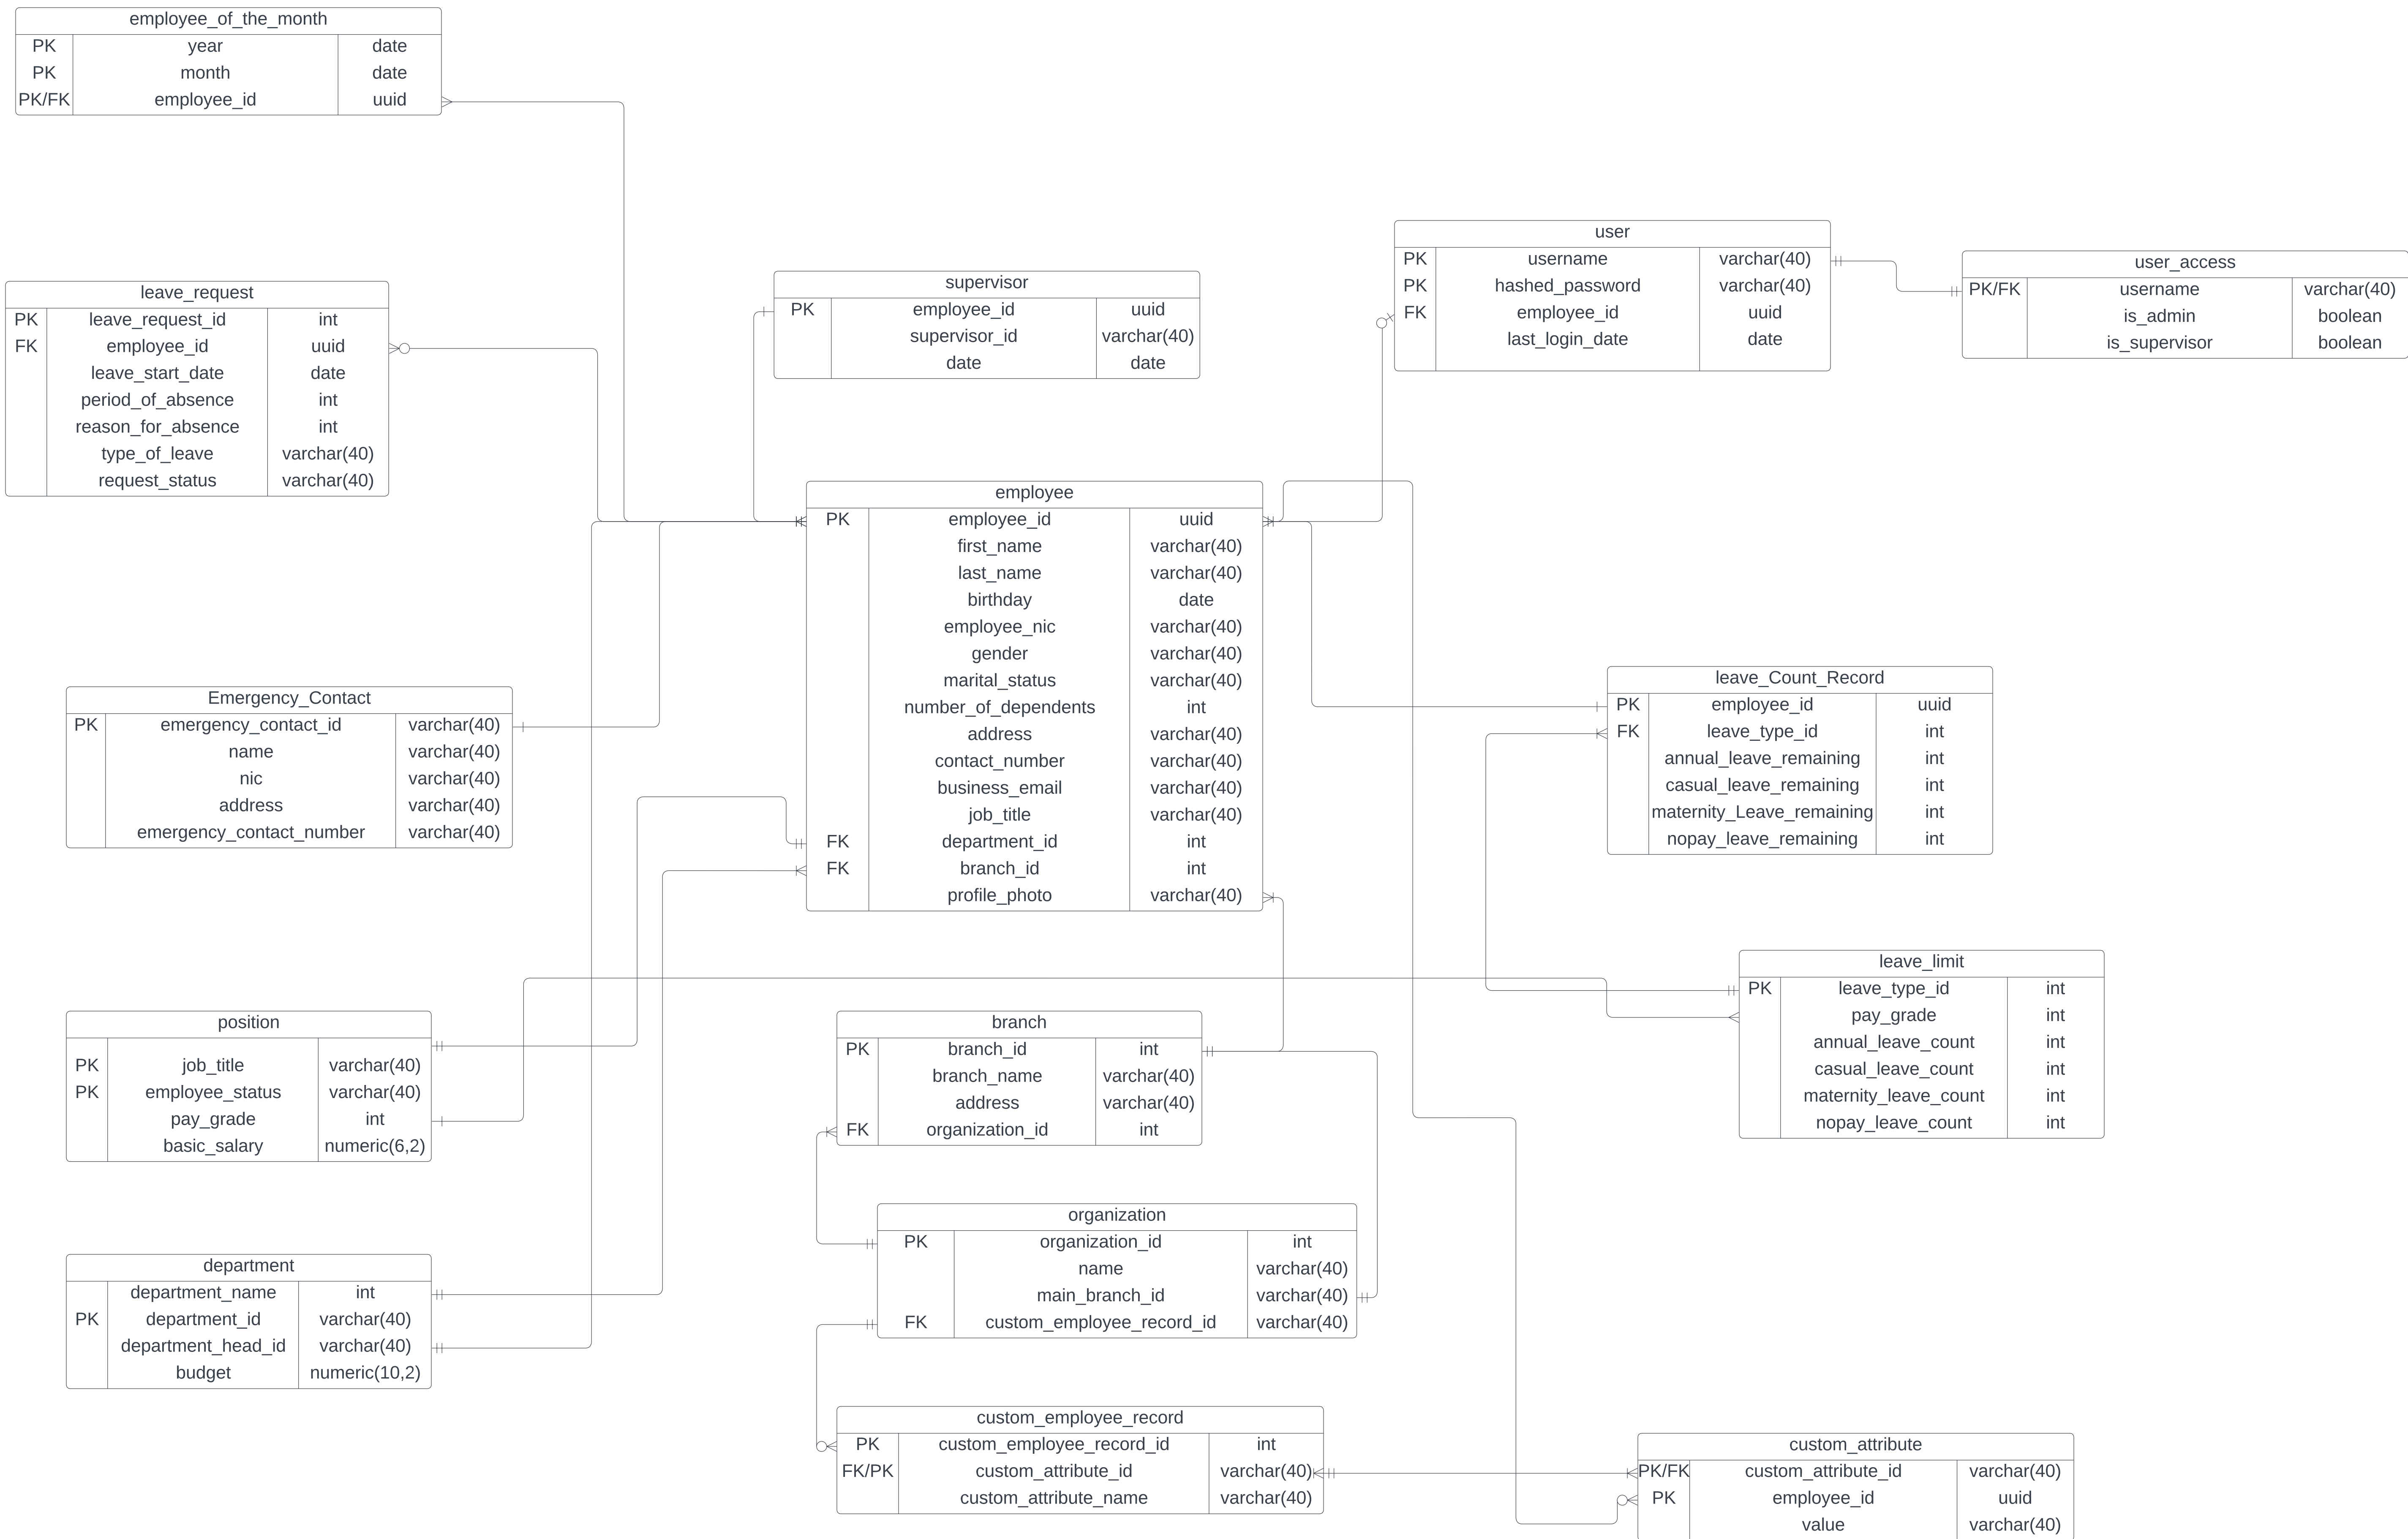 employee_of_the_month
PK year date
PK month date
PK/FK employee_id uuid
user
PK username varchar(40)
PK hashed_password varchar(40)
FK employee_id uuid
last_login_date date
user_access
PK/FK username varchar(40)
is_admin boolean
is_supervisor boolean
supervisor
PK employee_id uuid
supervisor_id varchar(40)
date date
leave_request
PK leave_request_id int
FK employee_id uuid
leave_start_date date
period_of_absence int
reason_for_absence int
type_of_leave varchar(40)
request_status varchar(40)
employee
PK employee_id uuid
first_name varchar(40)
last_name varchar(40)
birthday date
employee_nic varchar(40)
gender varchar(40)
marital_status varchar(40)
number_of_dependents int
address varchar(40)
contact_number varchar(40)
business_email varchar(40)
job_title varchar(40)
FK department_id int
FK branch_id int
profile_photo varchar(40)
leave_Count_Record
PK employee_id uuid
FK leave_type_id int
annual_leave_remaining int
casual_leave_remaining int
maternity_Leave_remaining int
nopay_leave_remaining int
Emergency_Contact
PK emergency_contact_id varchar(40)
name varchar(40)
nic varchar(40)
address varchar(40)
emergency_contact_number varchar(40)
leave_limit
PK leave_type_id int
pay_grade int
annual_leave_count int
casual_leave_count int
maternity_leave_count int
nopay_leave_count int
position
PK job_title varchar(40)
PK employee_status varchar(40)
pay_grade int
basic_salary numeric(6,2)
branch
PK branch_id int
branch_name varchar(40)
address varchar(40)
FK organization_id int
organization
PK organization_id int
name varchar(40)
main_branch_id varchar(40)
FK custom_employee_record_id varchar(40)
department
department_name int
PK department_id varchar(40)
department_head_id varchar(40)
budget numeric(10,2)
custom_employee_record
PK custom_employee_record_id int
FK/PK custom_attribute_id varchar(40)
custom_attribute_name varchar(40)
custom_attribute
PK/FK custom_attribute_id varchar(40)
PK employee_id uuid
value varchar(40)